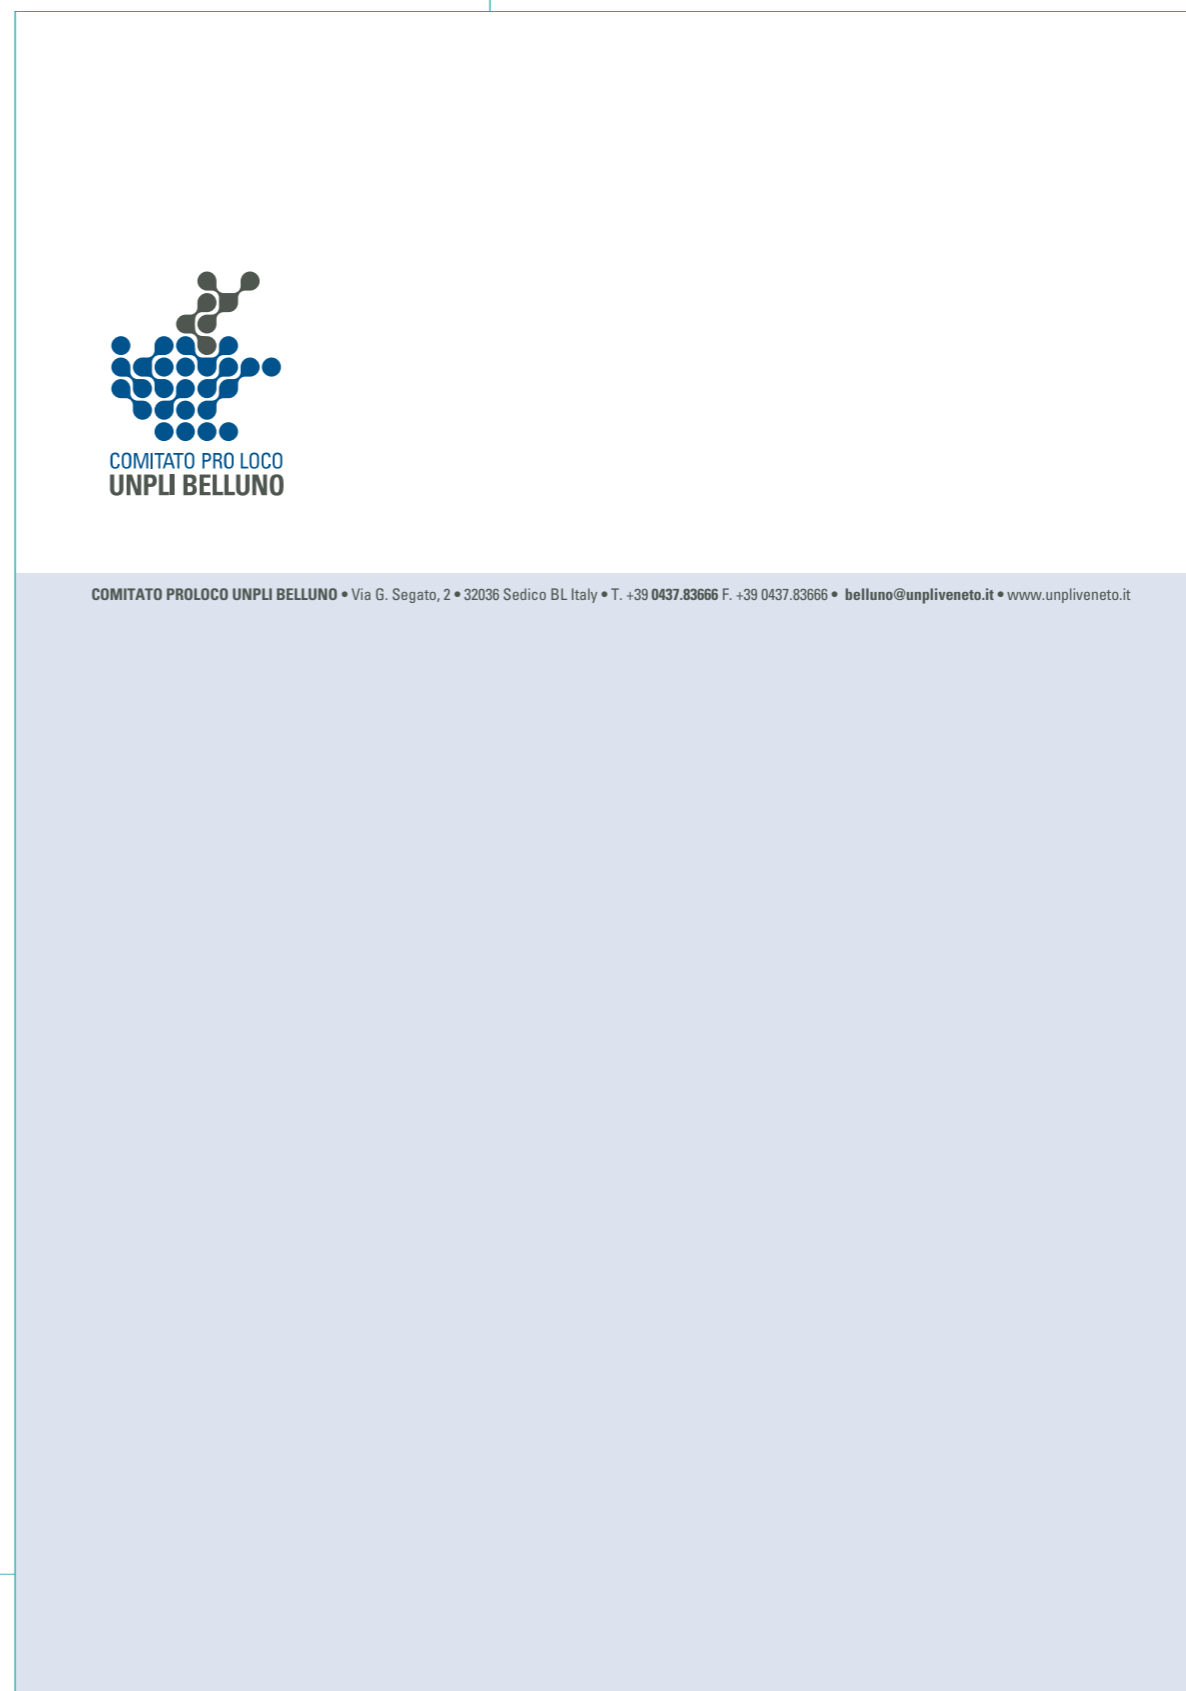 COMITATO PRO LOCO
UNPLI BELLUNO
COMITATO PROLOCO UNPLI BELLUNO • Via G. Segato, 2 • 32036 Sedico BL Italy • T. +39 0437.83666 F. +39 0437.83666 • belluno@unpliveneto.it • www.unpliveneto.it